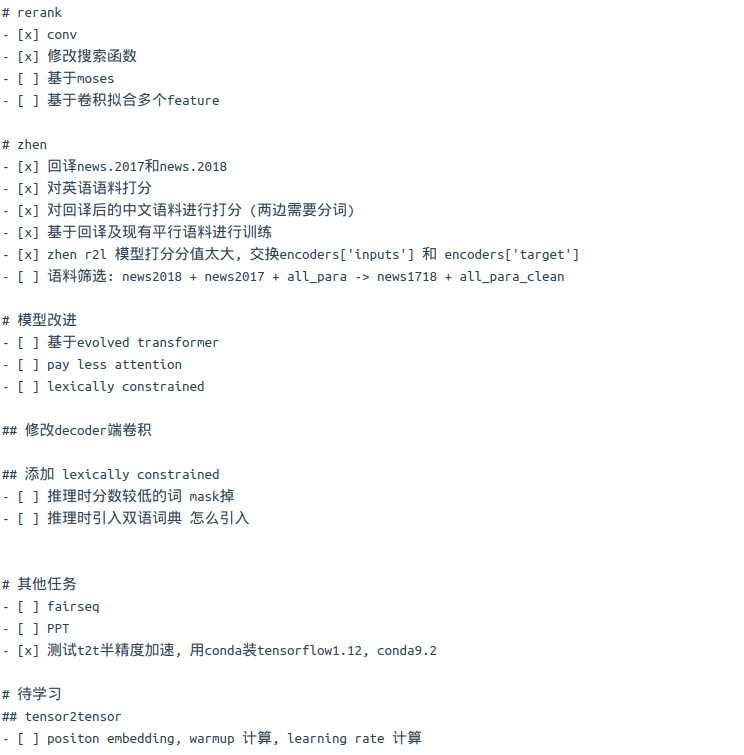 # rerank
- [x] conv
- [x] 修改搜索函数
- [ ] 基于moses
- [ ] 基于卷积拟合多个feature
# zhen
- [x] 回译news.2017和news.2018
- [x] 对英语语料打分
- [x] 对回译后的中文语料进行打分 (两边需要分词)
- [x] 基于回译及现有平行语料进行训练
- [x] zhen r2l 模型打分分值太大, 交换encoders['inputs'] 和 encoders['target']
- [ ] 语料筛选: news2018 + news2017 + all_para -> news1718 + all_para_clean
# 模型改进
- [ ] 基于evolved transformer
- [ ] pay less attention
- [ ] lexically constrained
## 修改decoder端卷积
## 添加 lexically constrained
- [ ] 推理时分数较低的词 mask掉
- [ ] 推理时引入双语词典 怎么引入
# 其他任务
- [ ] fairseq
- [ ] PPT
- [x] 测试t2t半精度加速, 用conda装tensorflow1.12, conda9.2
# 待学习
## tensor2tensor
- [ ] positon embedding, warmup 计算, learning rate 计算